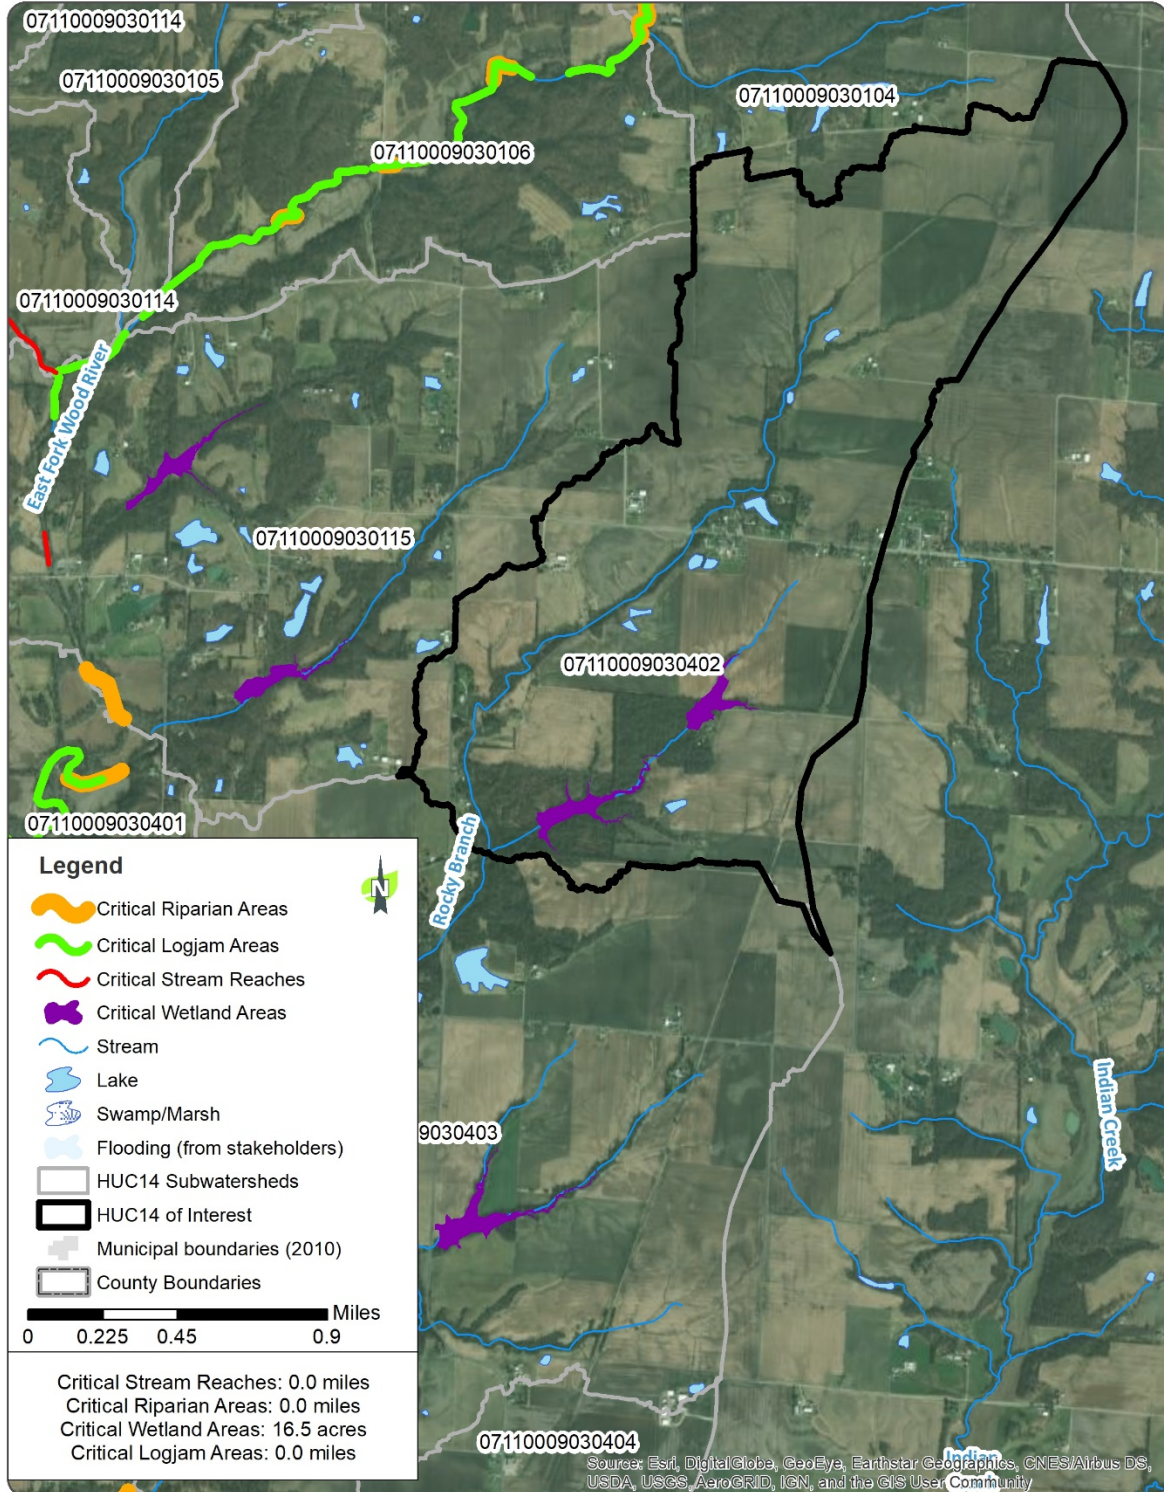 07110009030114
07110009030105
07110009030104
07110009030106
07110009030114
East Fork Wood River
07110009030115
07110009030402
07110009030401
Rocky Branch
Legend
N
Critical Riparian Areas
Critical Logjam Areas
Critical Stream Reaches
Critical Wetland Areas
Stream
Lake
Swamp/Marsh
Flooding (from stakeholders)
HUC14 Subwatersheds
HUC14 of Interest
Municipal boundaries (2010)
County Boundaries
Miles
0 0.225 0.45 0.9
Critical Stream Reaches: 0.0 miles
Critical Riparian Areas: 0.0 miles
Critical Wetland Areas: 16.5 acres
Critical Logjam Areas: 0.0 miles
9030403
Indian Creek
07110009030404
Indian
Source: Esri, DigitalGlobe, GeoEye, Earthstar Geographics, CNES/Airbus DS,
USDA, USGS, AeroGRID, IGN, and the GIS User Community